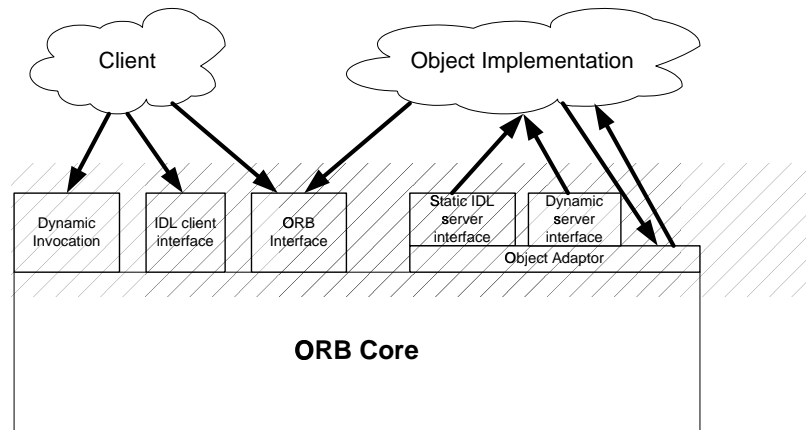 Client
Object Implementation
Dynamic
Invocation
IDL client
interface
ORB
Interface
Static IDL
server
interface
Dynamic
server
interface
Object Adaptor
ORB Core